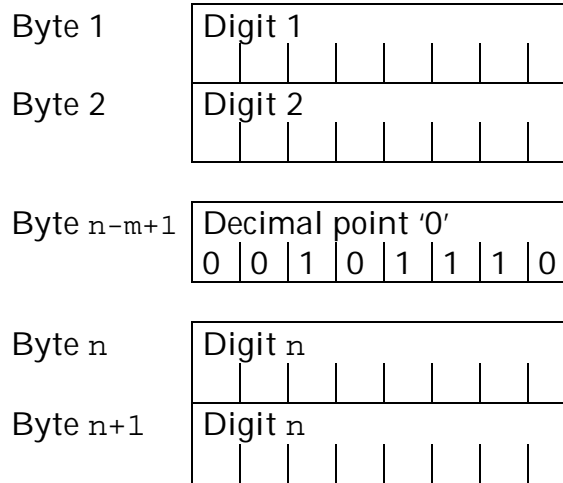 Byte 1 Digit 1
Byte 2 Digit 2
Byte n-m+1 Decimal point ‘0’
0 0 1 0 1 1 1 0
Byte n Digit n
Byte n+1 Digit n